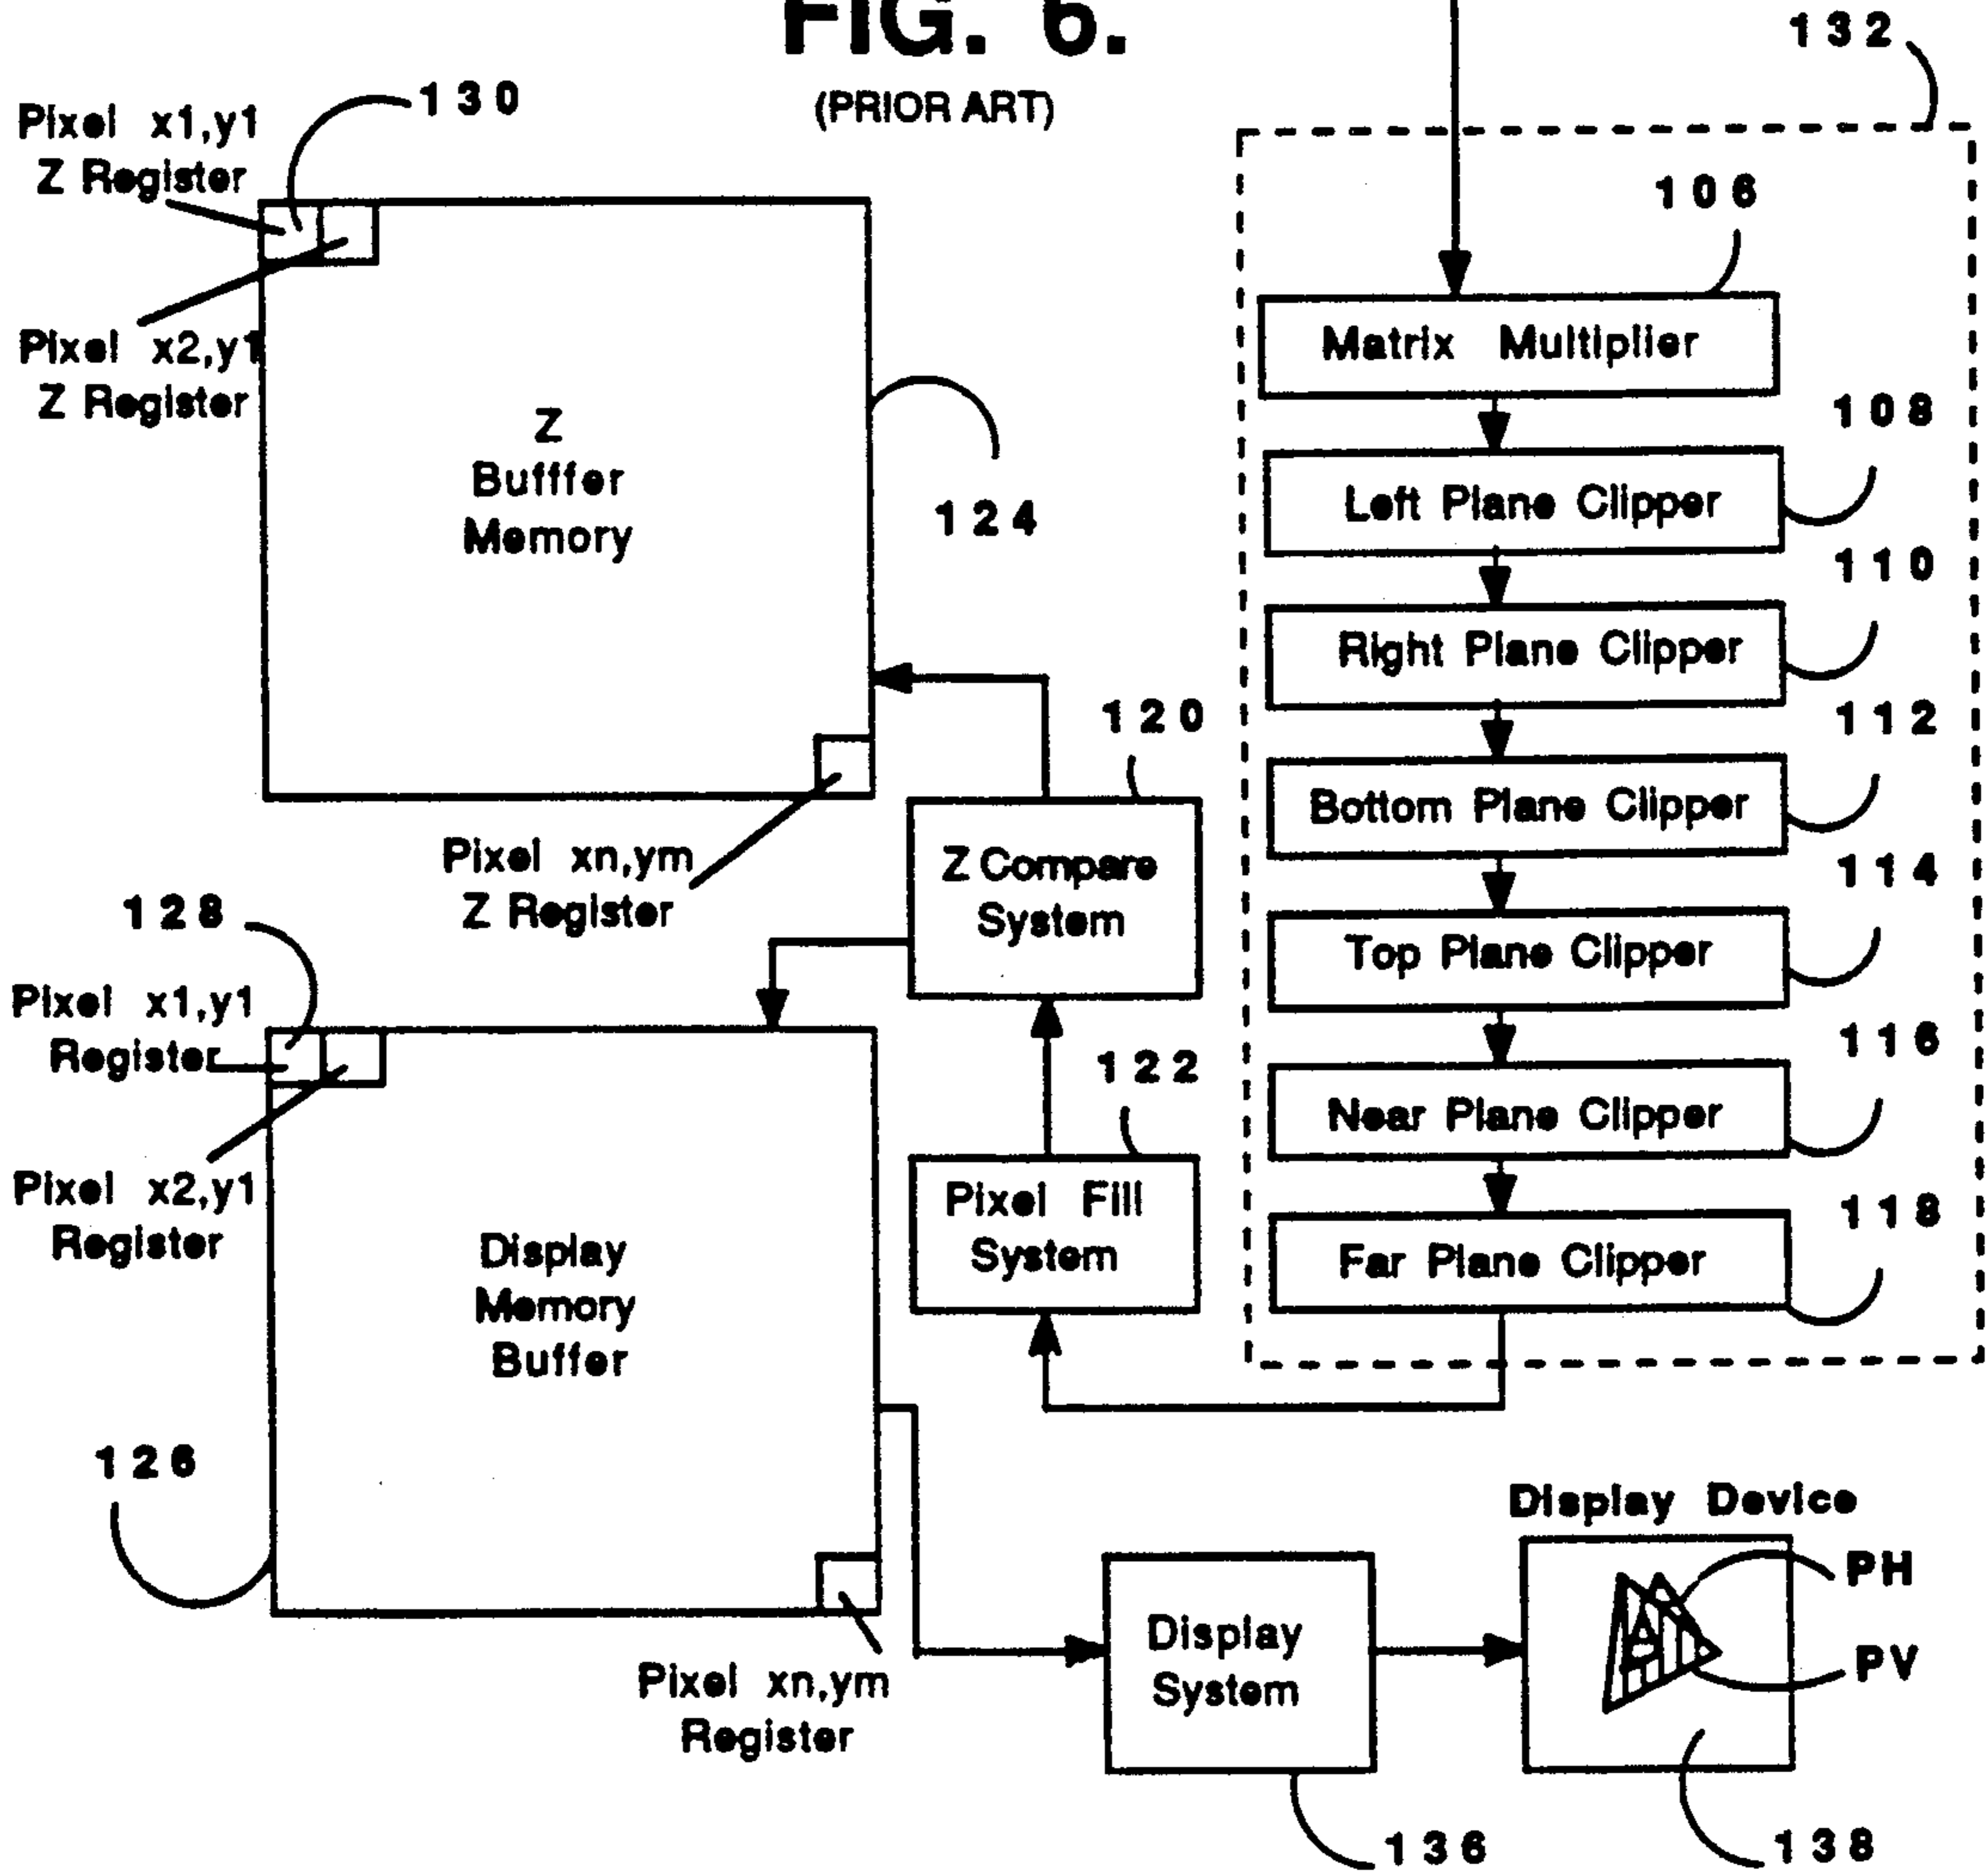 FIG. 6.
(PRIOR ART)
132
130
Pixel x1,y1
Z Register
Pixel x2,y1
Z Register
Z
Bufffer
Memory
124
Pixel xn,ym
Z Register
106
Matrix Multiplier
108
Left Plane Clipper
110
Right Plane Clipper
112
Bottom Plane Clipper
114
Top Plane Clipper
116
Near Plane Clipper
118
Far Plane Clipper
120
Z Compare
System
122
Pixel Fill
System
128
Pixel x1,y1
Register
Pixel x2,y1
Register
Display
Memory
Buffer
126
Pixel xn,ym
Register
Display
System
136
Display Device
PH
PV
138